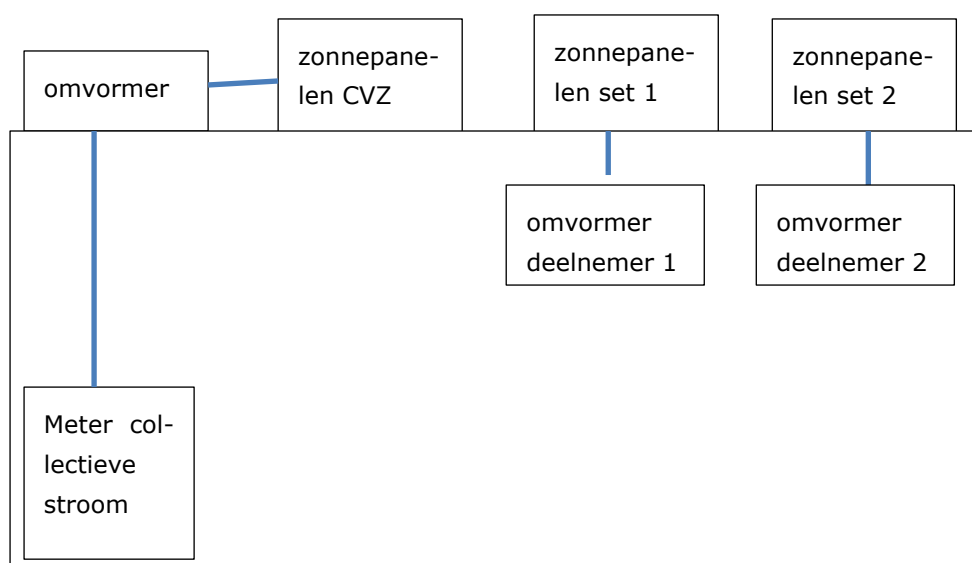 omvormer
zonnepane-
len CVZ
zonnepane-
len set 1
zonnepane-
len set 2
omvormer
deelnemer 1
omvormer
deelnemer 2
Meter col-
lectieve
stroom